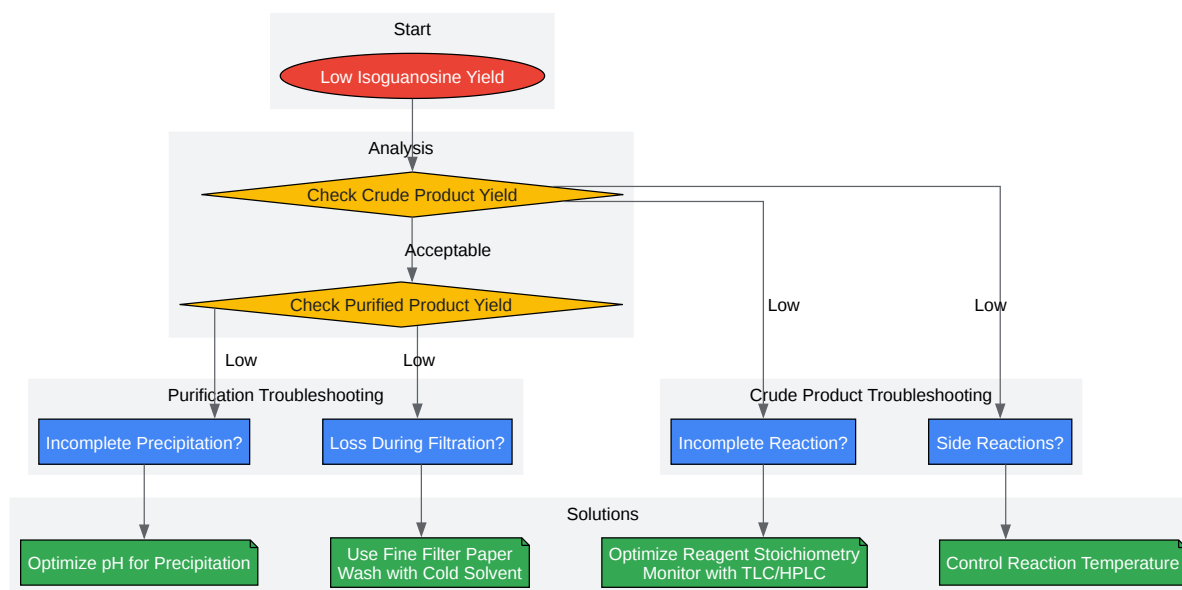 Start
Low Isoguanosine Yield
Analysis
Check Crude Product Yield
Acceptable
Check Purified Product Yield
Low
Low
Low
Low
Purification Troubleshooting
Crude Product Troubleshooting
Incomplete Precipitation?
Loss During Filtration?
Incomplete Reaction?
Side Reactions?
Solutions
Optimize pH for Precipitation
Use Fine Filter Paper
Wash with Cold Solvent
Optimize Reagent Stoichiometry
Monitor with TLC/HPLC
Control Reaction Temperature